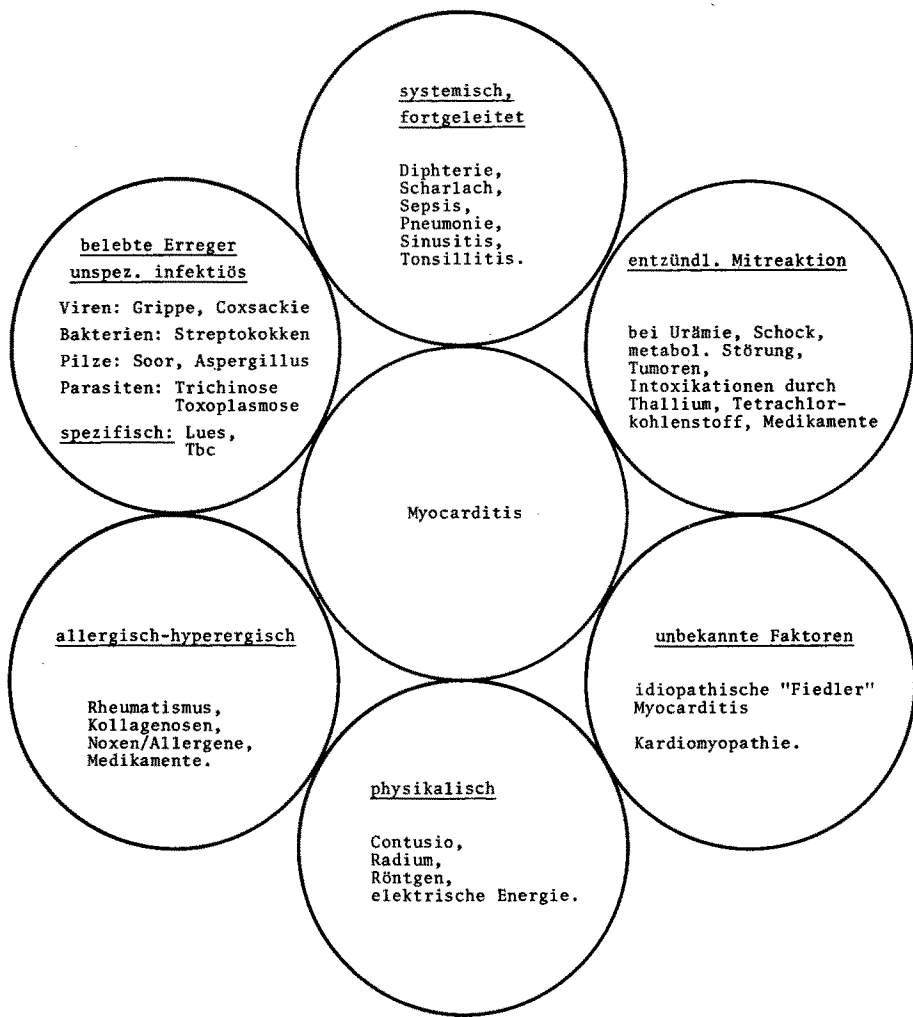 systemisch,
fortgeleitet
Diphterie,
Scharlach,
Sepsis,
Pneumonie,
Sinusitis,
Tonsillitis.
belebte Erreger
unspez. infektiös
Viren: Grippe, Coxsackie
Bakterien: Streptokokken
Pilze: Soor, Aspergillus
Parasiten: Trichinose
Toxoplasmose
spezifisch: Lues,
Tbc
entzündl. Mitreaktion
bei Urämie, Schock,
metabol. Störung,
Tumoren,
Intoxikationen durch
Thallium, Tetrachlor-
kohlenstoff, Medikamente
Myocarditis
allergisch-hyperergisch
Rheumatismus,
Kollagenosen,
Noxen/Allergene,
Medikamente.
unbekannte Faktoren
idiopathische "Fiedler"
Myocarditis
Kardiomyopathie.
physikalisch
Contusio,
Radium,
Röntgen,
elektrische Energie.